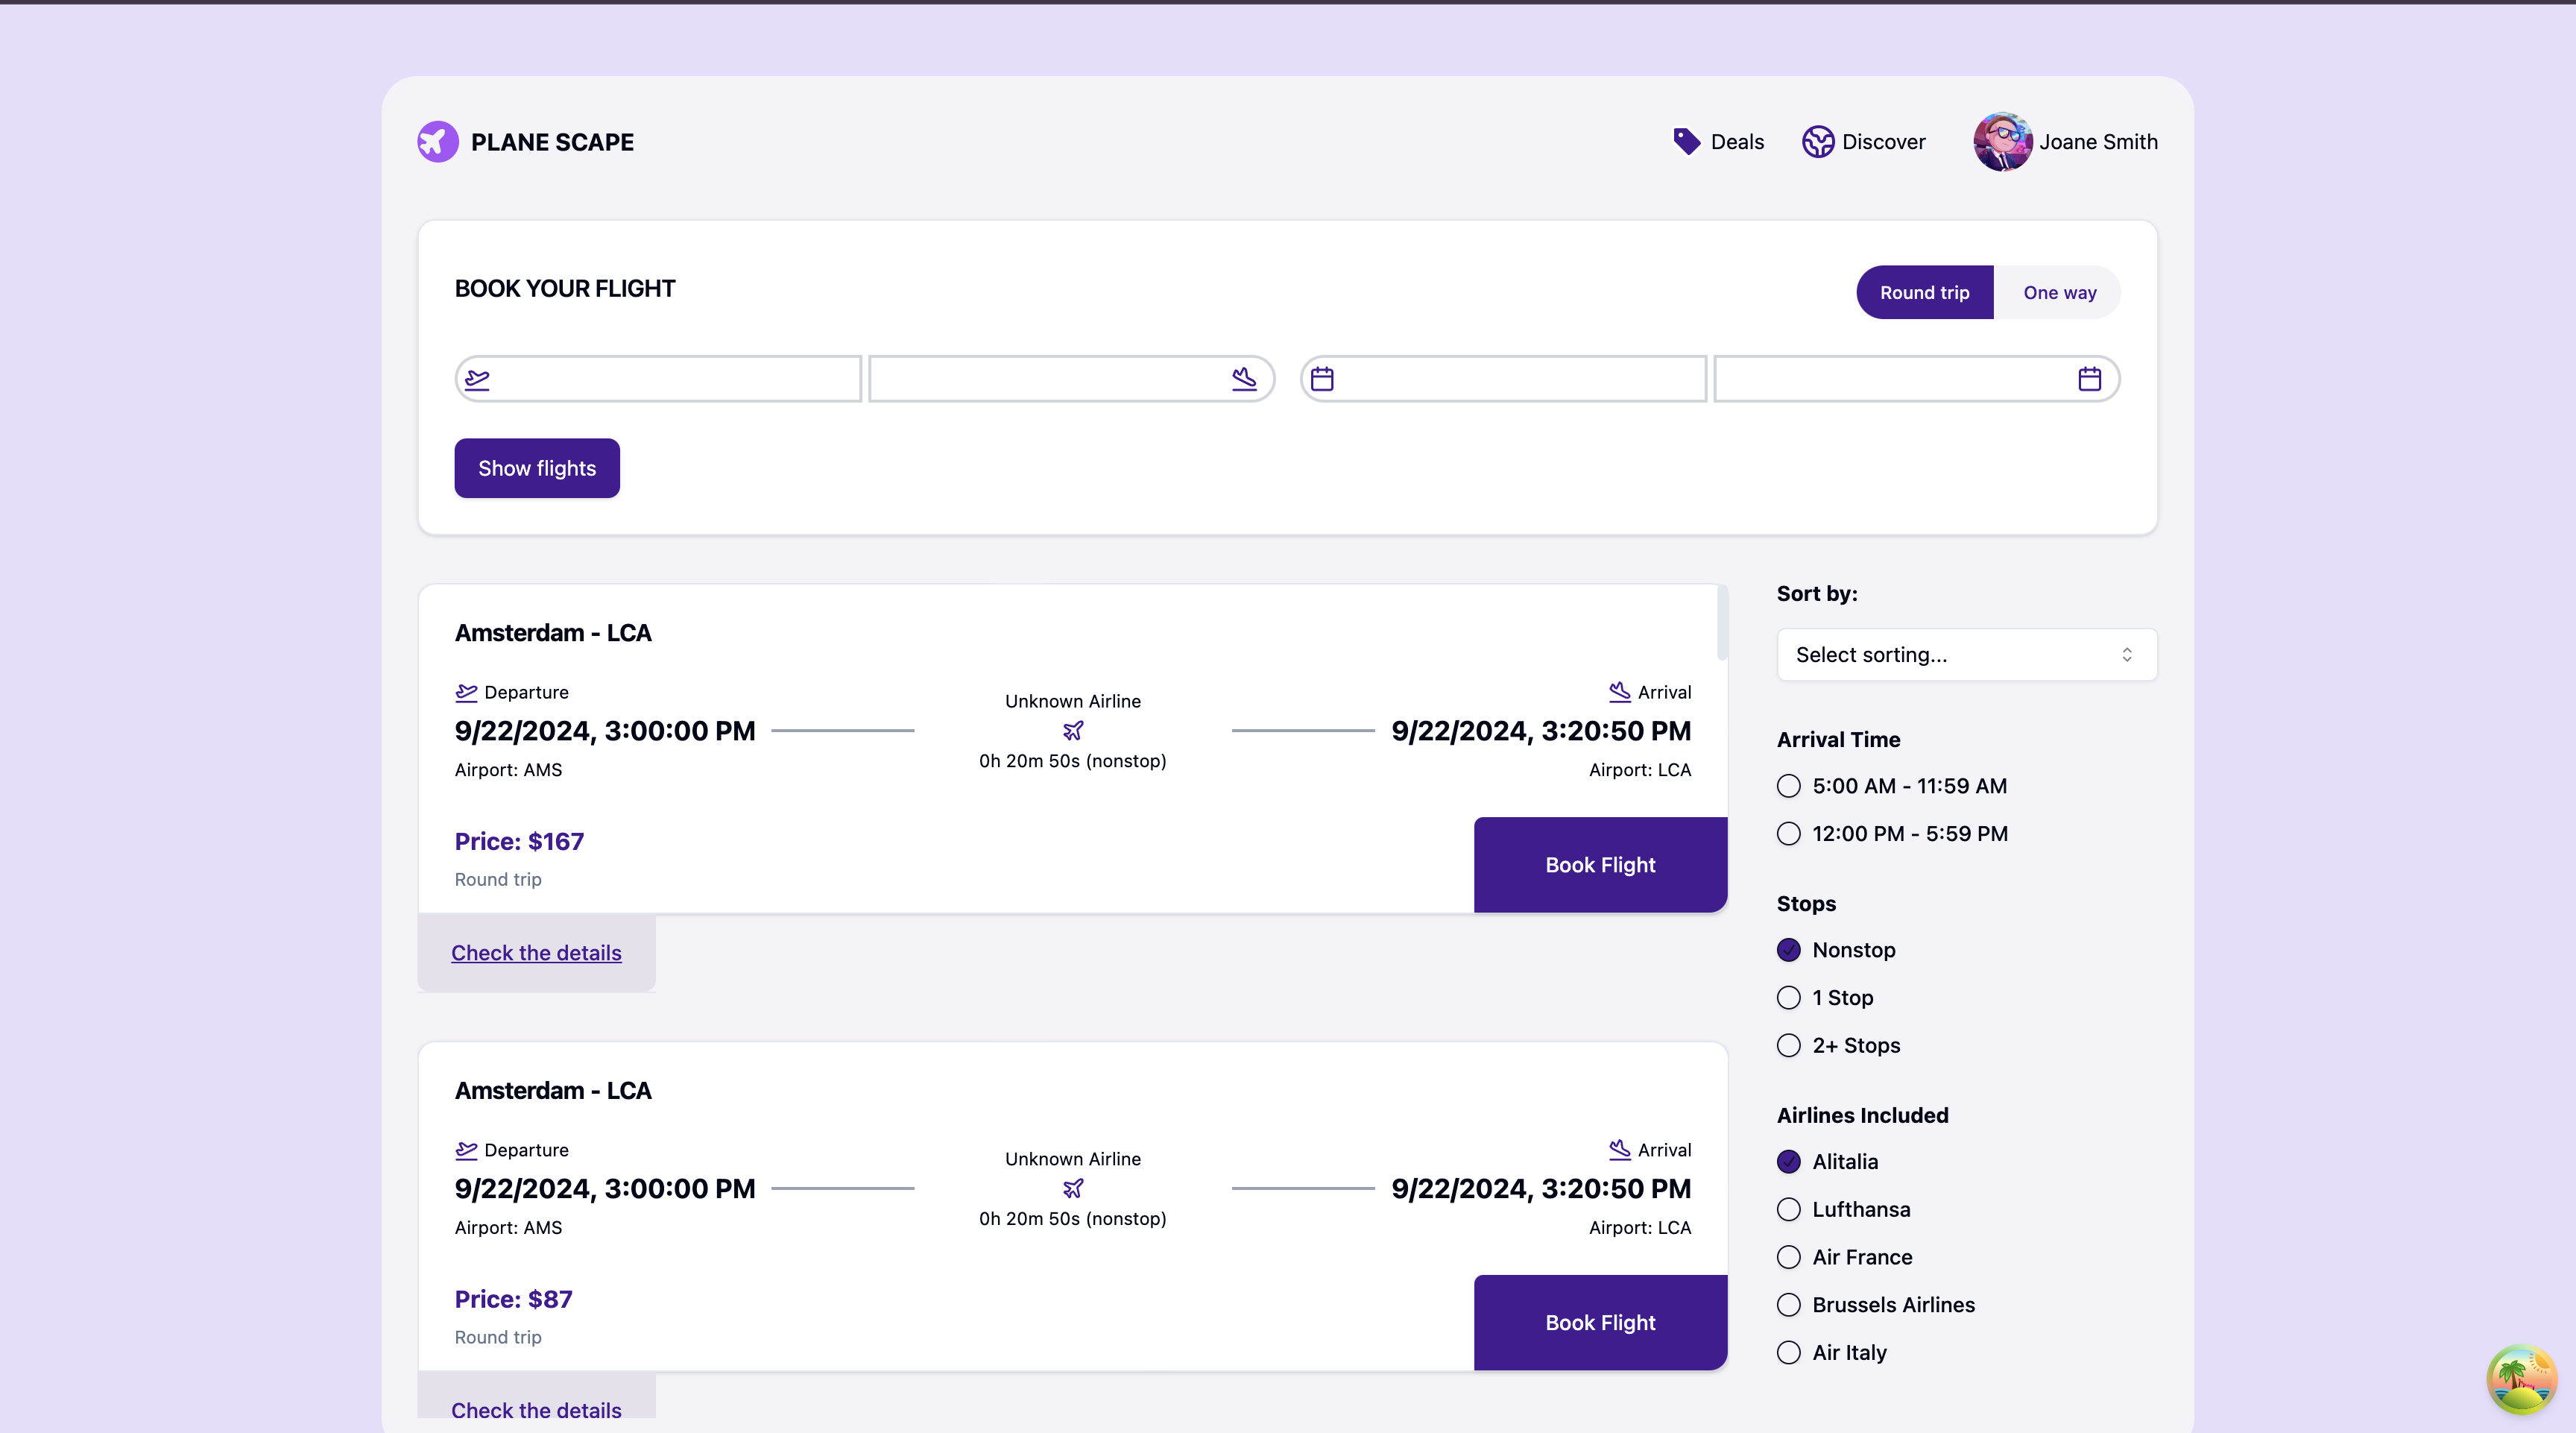 PLANE SCAPE
Deals
Discover
Joane Smith
BOOK YOUR FLIGHT
Round trip
One way
Show flights
Amsterdam - LCA
Departure
9/22/2024, 3:00:00 PM
Airport: AMS
Unknown Airline
0h 20m 50s (nonstop)
Arrival
9/22/2024, 3:20:50 PM
Airport: LCA
Price: $167
Round trip
Book Flight
Check the details
Amsterdam - LCA
Departure
9/22/2024, 3:00:00 PM
Airport: AMS
Unknown Airline
0h 20m 50s (nonstop)
Arrival
9/22/2024, 3:20:50 PM
Airport: LCA
Price: $87
Round trip
Book Flight
Check the details
Sort by:
Select sorting...
Arrival Time
5:00 AM - 11:59 AM
12:00 PM - 5:59 PM
Stops
Nonstop
1 Stop
2+ Stops
Airlines Included
Alitalia
Lufthansa
Air France
Brussels Airlines
Air Italy